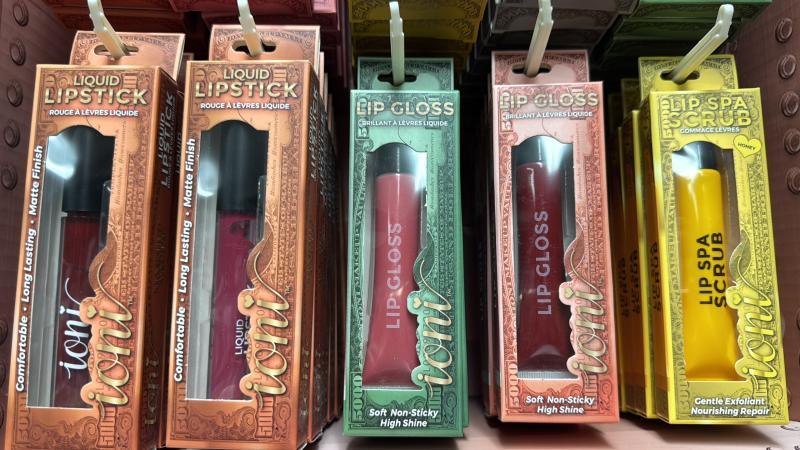 LIQUID
LIPSTICK
ROUGE À LÈVRES LIQUIDE
Comfortable • Long Lasting • Matte Finish
ioni
ioni
LIQUID
LIPSTICK
ROUGE À LÈVRES LIQUIDE
Comfortable • Long Lasting • Matte Finish
LIQUID
ioni
LIP GLOSS
BRILLANT À LÈVRES LIQUIDE
LIP GLOSS
ioni
Soft Non-Sticky
High Shine
LIP GLOSS
BRILLANT À LÈVRES LIQUIDE
LIP GLOSS
ioni
Soft Non-Sticky
High Shine
LIP SPA
SCRUB
GOMMAGE LÈVRES
HONEY
LIP SPA
SCRUB
ioni
Gentle Exfoliant
Nourishing Repair